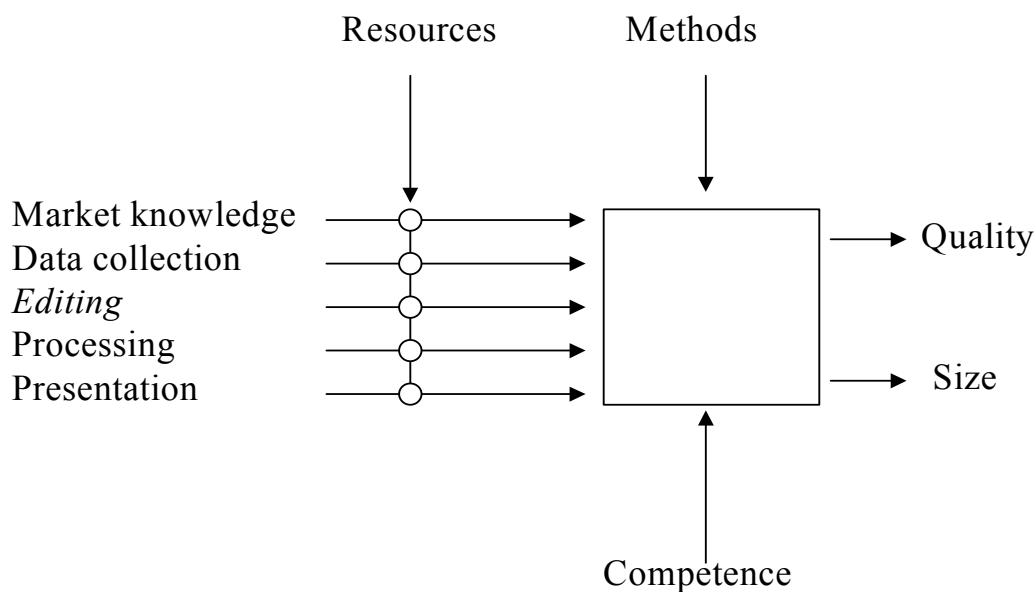 Resources
Methods
Market knowledge
Data collection
Editing
Processing
Presentation
Quality
Size
Competence